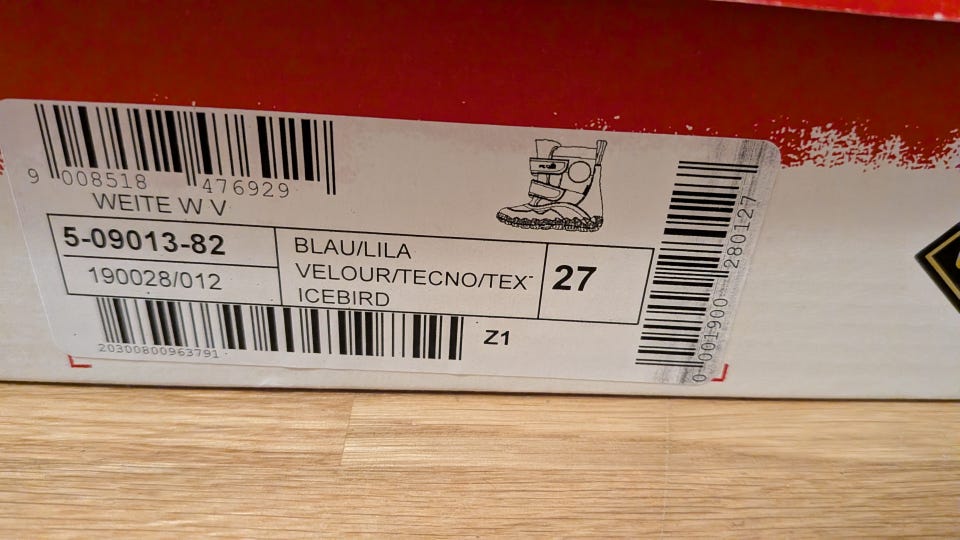 9 008518 476929
WEITE W V
5-09013-82
190028/012
BLAU/LILA
VELOUR/TECNO/TEX-
ICEBIRD
27
20300800963791
Z1
0 001900 280127